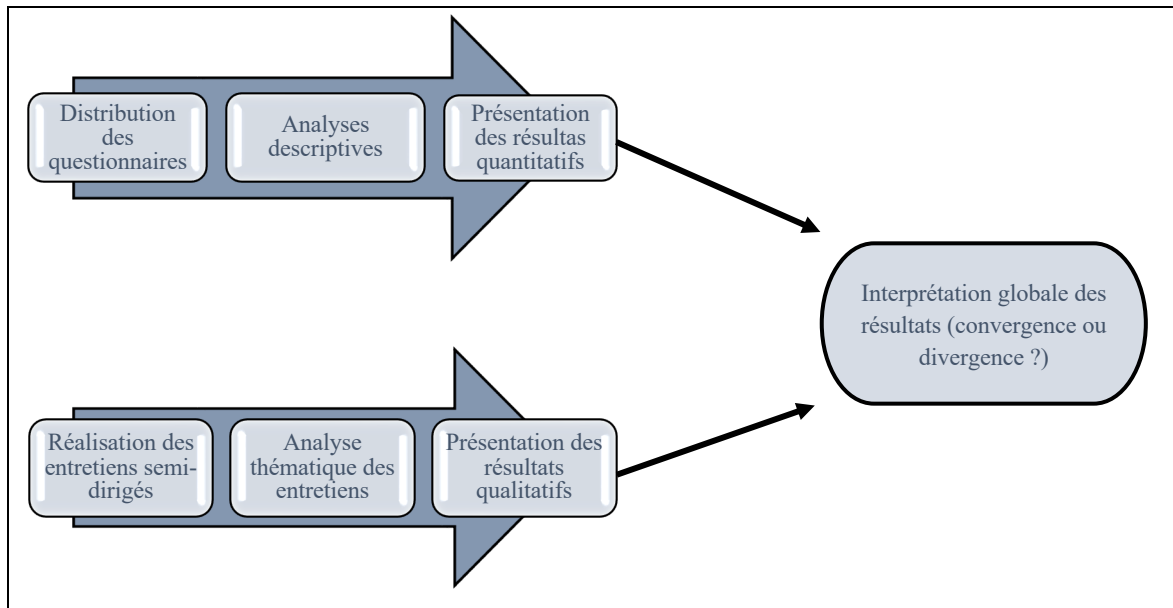 Distribution
des
questionnaires
Analyses
descriptives
Présentation
des résultas
quantitatifs
Interprétation globale des
résultats (convergence ou
divergence ?)
Réalisation des
entretiens semi-
dirigés
Analyse
thématique des
entretiens
Présentation des
résultats
qualitatifs